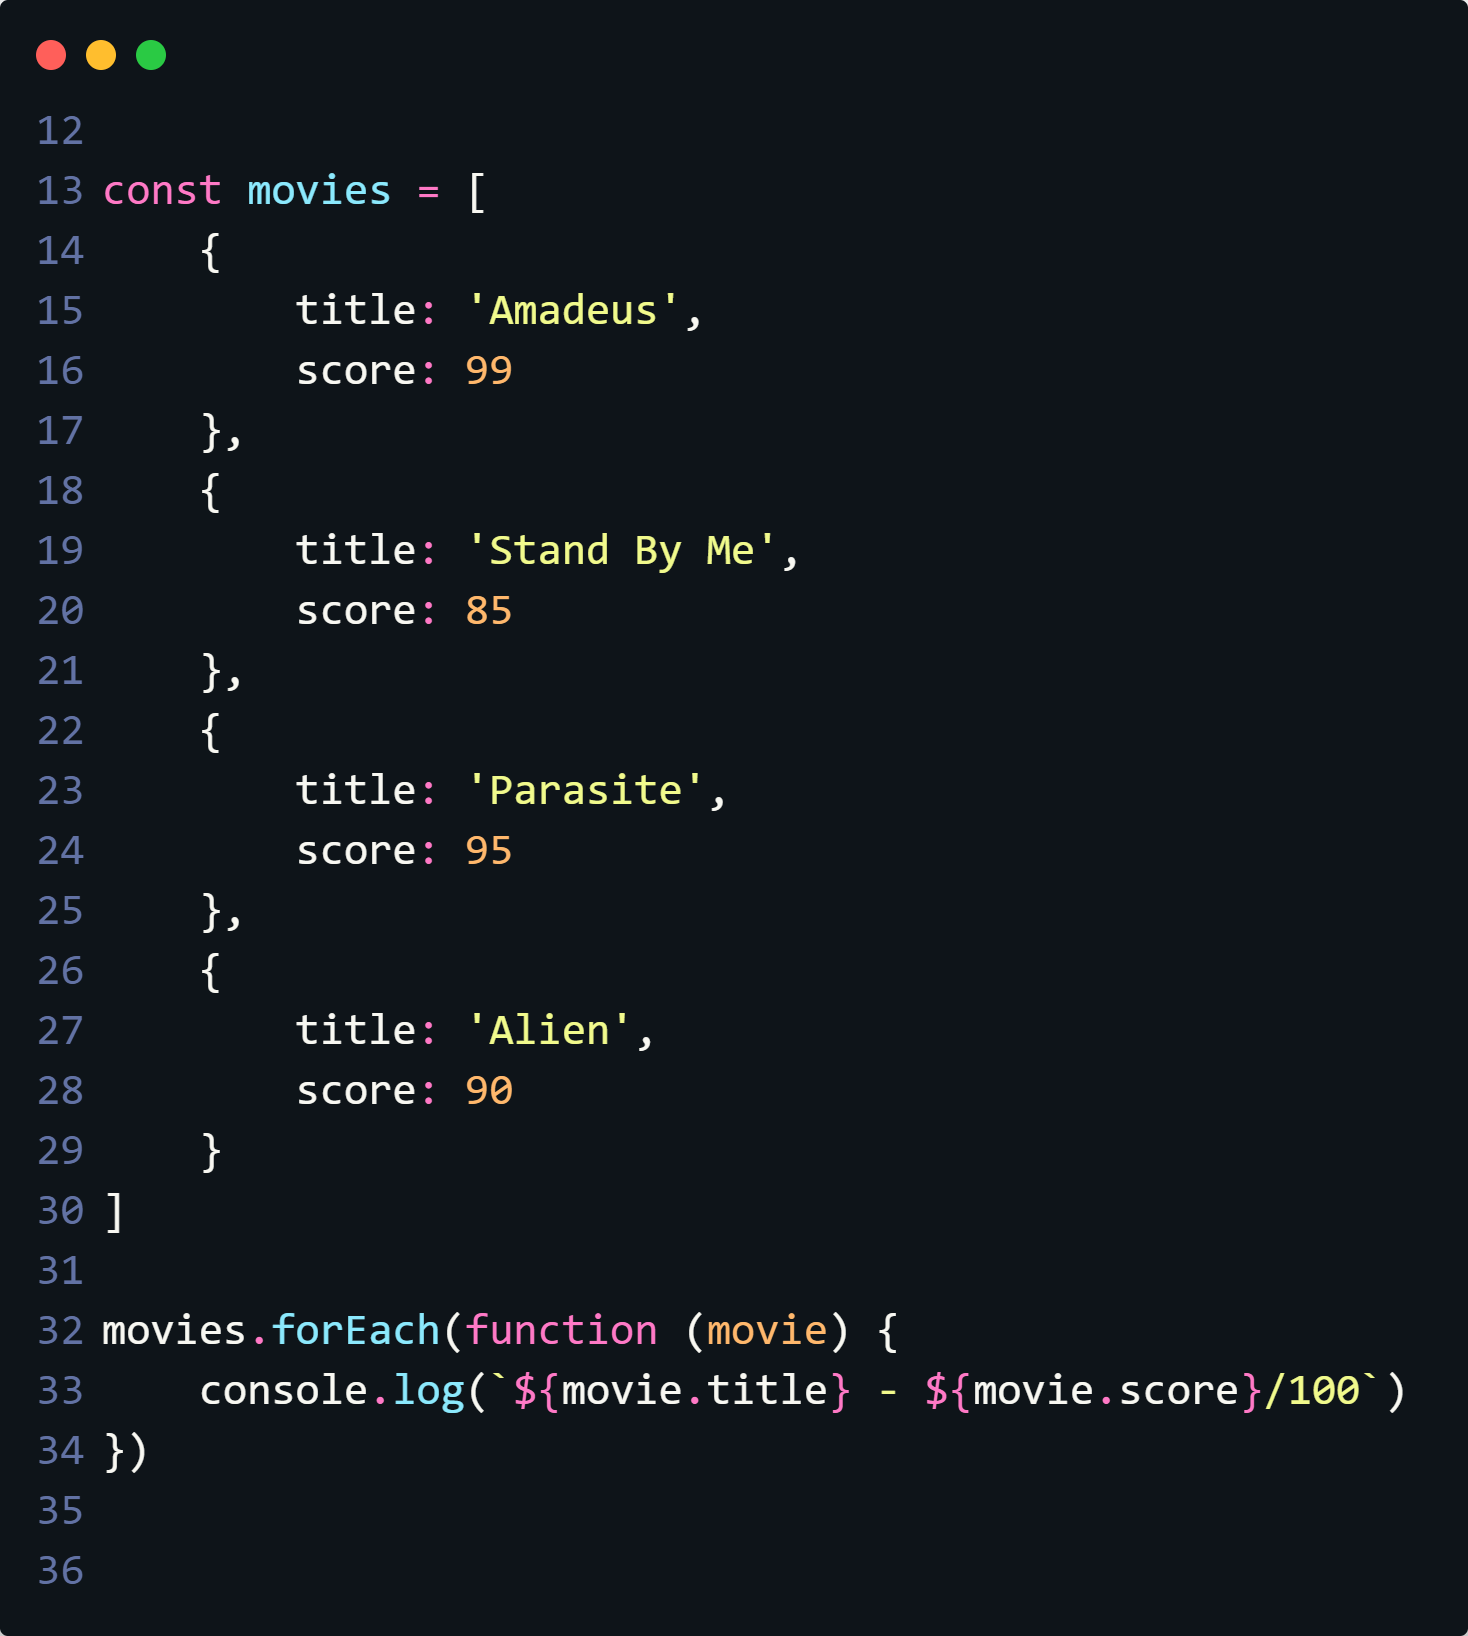 12
13 const movies = [
14     {
15         title: 'Amadeus',
16         score: 99
17     },
18     {
19         title: 'Stand By Me',
20         score: 85
21     },
22     {
23         title: 'Parasite',
24         score: 95
25     },
26     {
27         title: 'Alien',
28         score: 90
29     }
30 ]
31
32 movies.forEach(function (movie) {
33     console.log(`${movie.title} - ${movie.score}/100`)
34 })
35
36